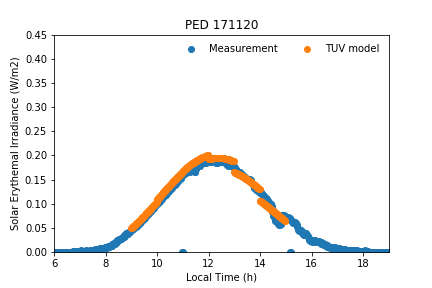 PED 171120
Measurement
TUV model
Solar Erythemal Irradiance (W/m2)
0.45
0.40
0.35
0.30
0.25
0.20
0.15
0.10
0.05
0.00
6 8 10 12 14 16 18
Local Time (h)